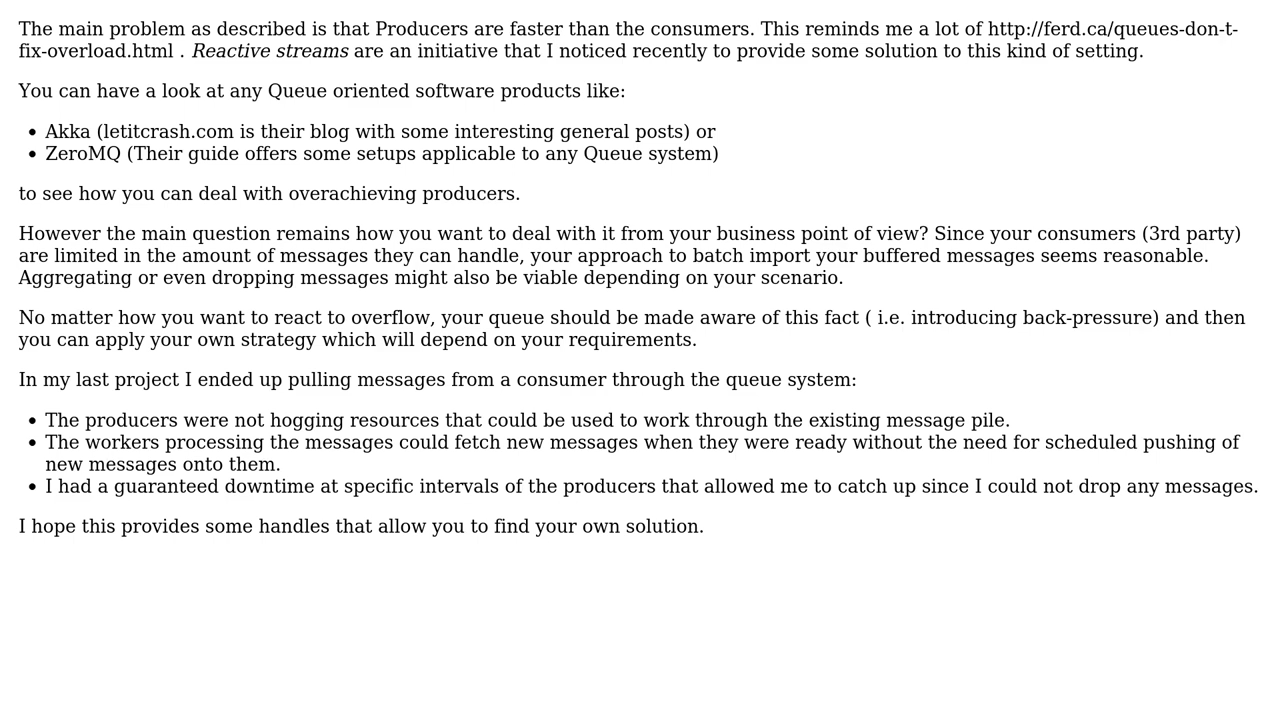 The main problem as described is that Producers are faster than the consumers. This reminds me a lot of http://ferd.ca/queues-don-t-
fix-overload.html . Reactive streams are an initiative that I noticed recently to provide some solution to this kind of setting.
You can have a look at any Queue oriented software products like:
• Akka (letitcrash.com is their blog with some interesting general posts) or
• ZeroMQ (Their guide offers some setups applicable to any Queue system)
to see how you can deal with overachieving producers.
However the main question remains how you want to deal with it from your business point of view? Since your consumers (3rd party)
are limited in the amount of messages they can handle, your approach to batch import your buffered messages seems reasonable.
Aggregating or even dropping messages might also be viable depending on your scenario.
No matter how you want to react to overflow, your queue should be made aware of this fact ( i.e. introducing back-pressure) and then
you can apply your own strategy which will depend on your requirements.
In my last project I ended up pulling messages from a consumer through the queue system:
• The producers were not hogging resources that could be used to work through the existing message pile.
• The workers processing the messages could fetch new messages when they were ready without the need for scheduled pushing of
new messages onto them.
• I had a guaranteed downtime at specific intervals of the producers that allowed me to catch up since I could not drop any messages.
I hope this provides some handles that allow you to find your own solution.